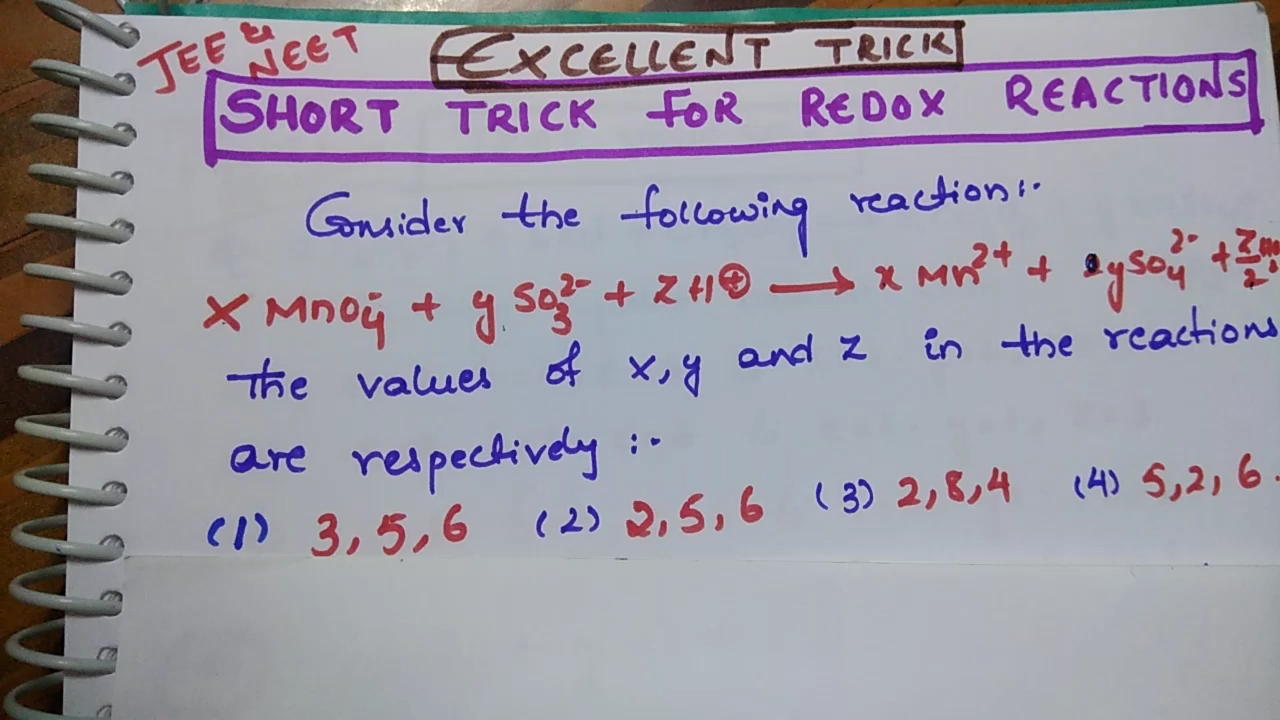 JEE & NEET
EXCELLENT TRICK
SHORT TRICK FOR REDOX REACTIONS
Consider the following reaction:-
x MnO₄⁻ + y SO₃²⁻ + z H⊕ ⟶ x Mn²⁺ + y SO₄²⁻ + z/2
The values of x, y and z in the reactions
are respectively :-
(1) 3, 5, 6 (2) 2, 5, 6 (3) 2, 8, 4 (4) 5, 2, 6.